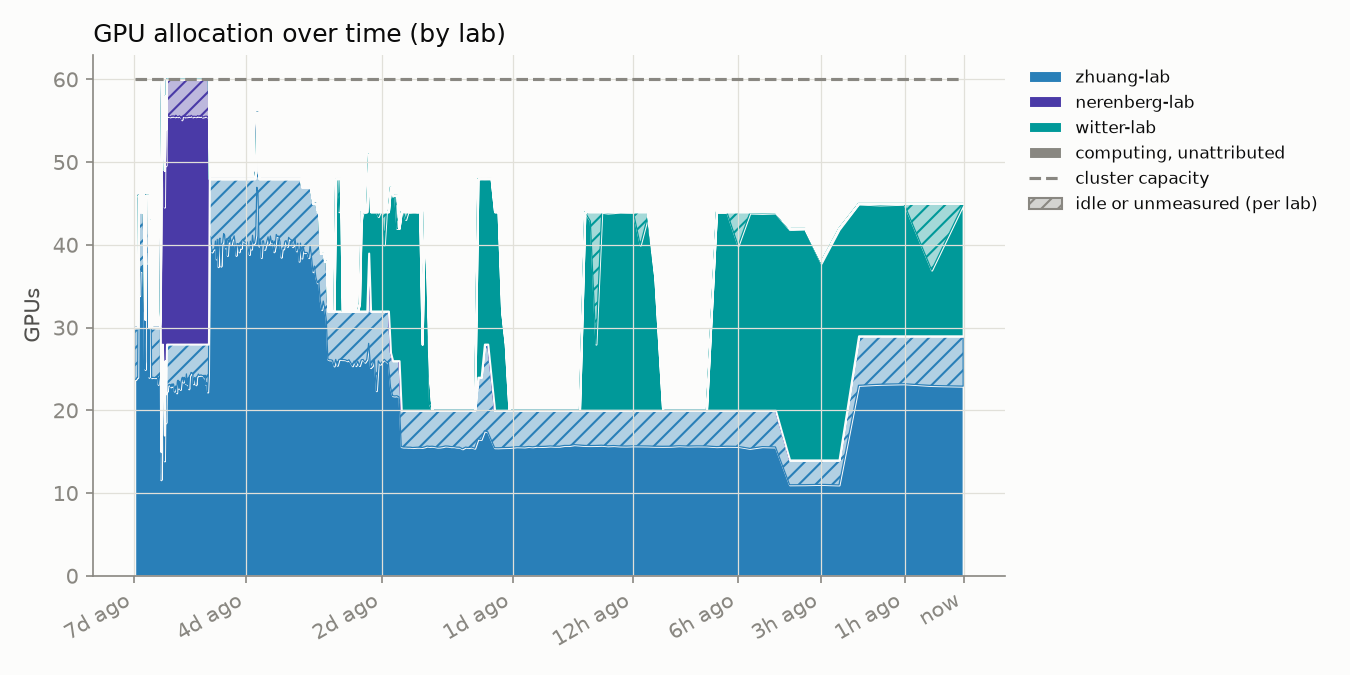 GPU allocation over time (by lab)
GPUs
60
50
40
30
20
10
0
7d ago
4d ago
2d ago
1d ago
12h ago
6h ago
3h ago
1h ago
now
zhuang-lab
nerenberg-lab
witter-lab
computing, unattributed
cluster capacity
idle or unmeasured (per lab)